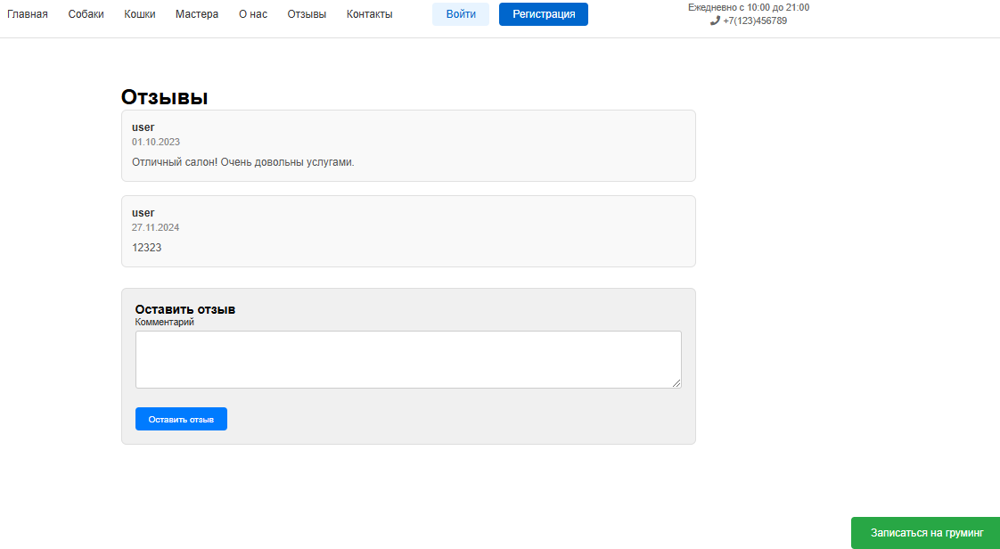 Главная Собаки Кошки Мастера О нас Отзывы Контакты Войти Регистрация
Ежедневно с 10:00 до 21:00
+7(123)456789
Отзывы
user
01.10.2023
Отличный салон! Очень довольны услугами.
user
27.11.2024
12323
Оставить отзыв
Комментарий
Оставить отзыв
Записаться на груминг